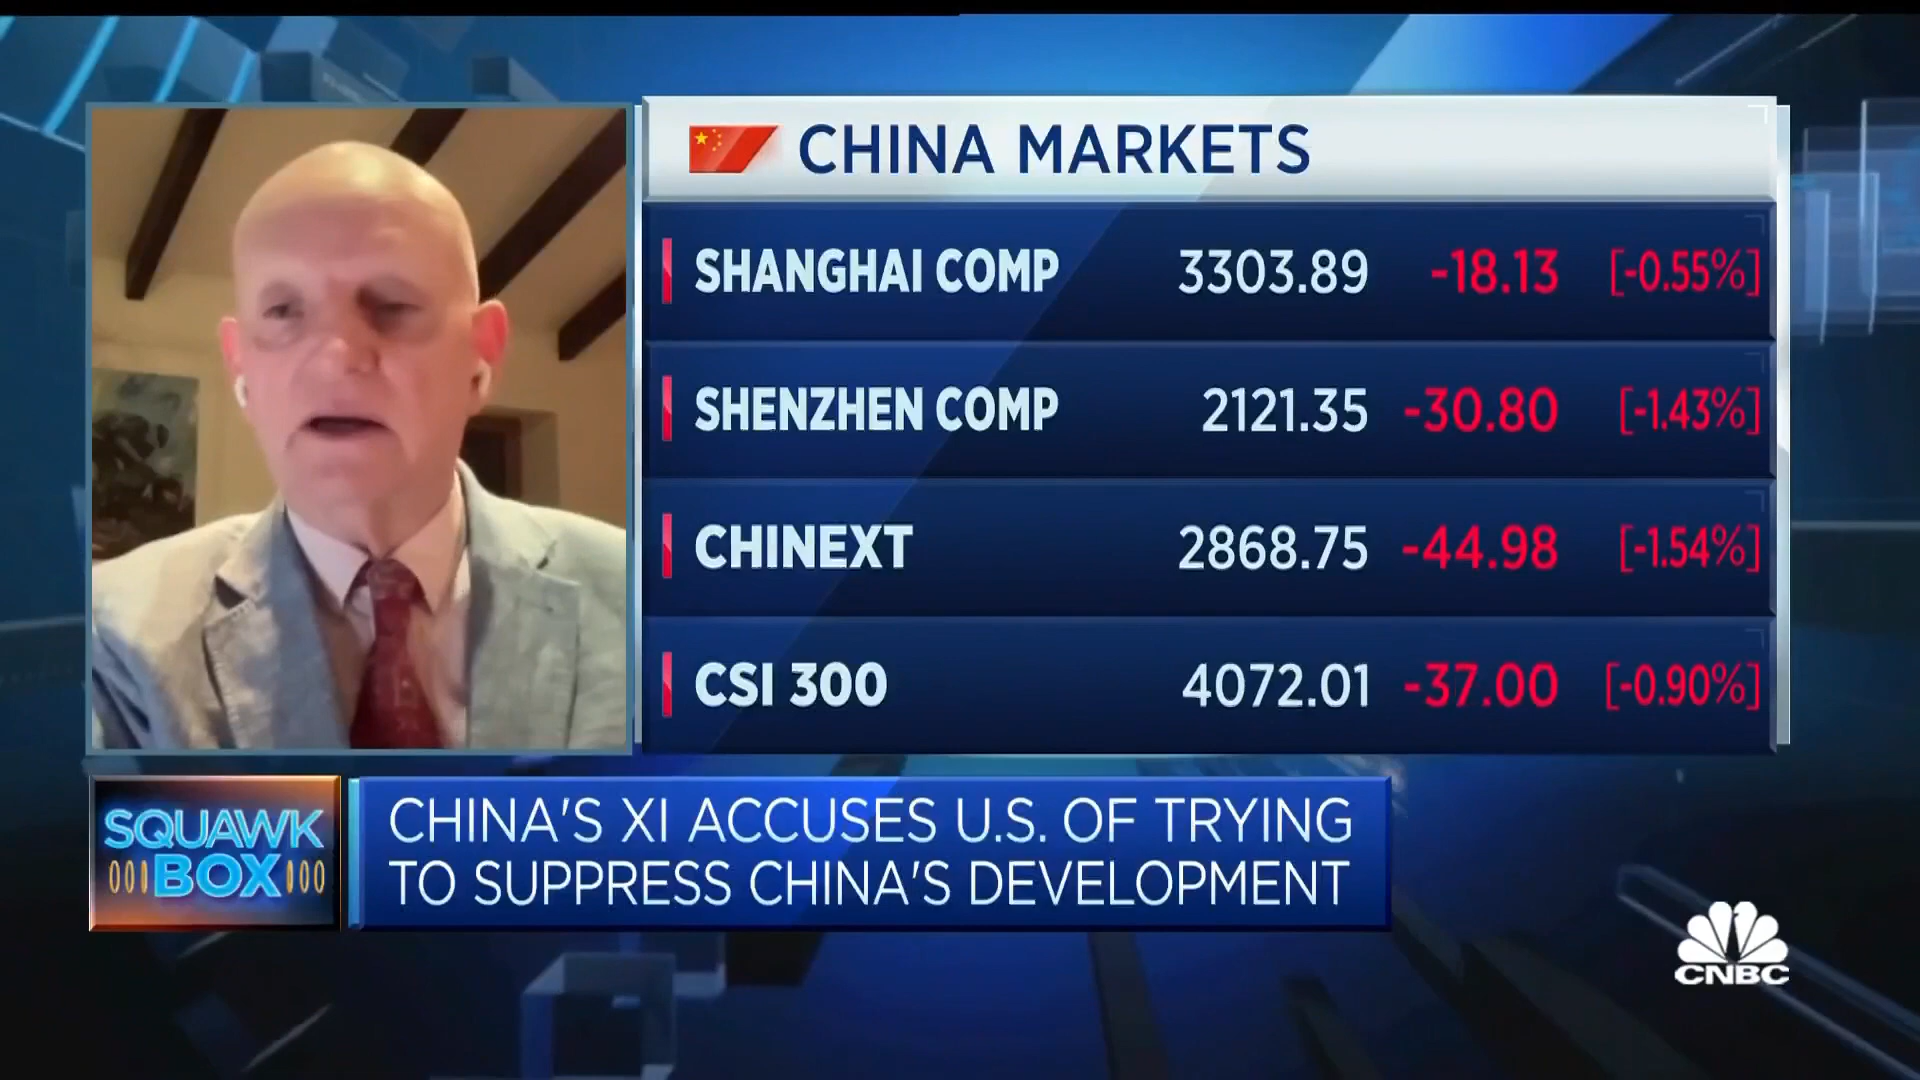 CHINA MARKETS
SHANGHAI COMP 3303.89 -18.13 [-0.55%]
SHENZHEN COMP 2121.35 -30.80 [-1.43%]
CHINEXT 2868.75 -44.98 [-1.54%]
CSI 300 4072.01 -37.00 [-0.90%]
SQUAWK
BOX
CHINA'S XI ACCUSES U.S. OF TRYING
TO SUPPRESS CHINA'S DEVELOPMENT
CNBC